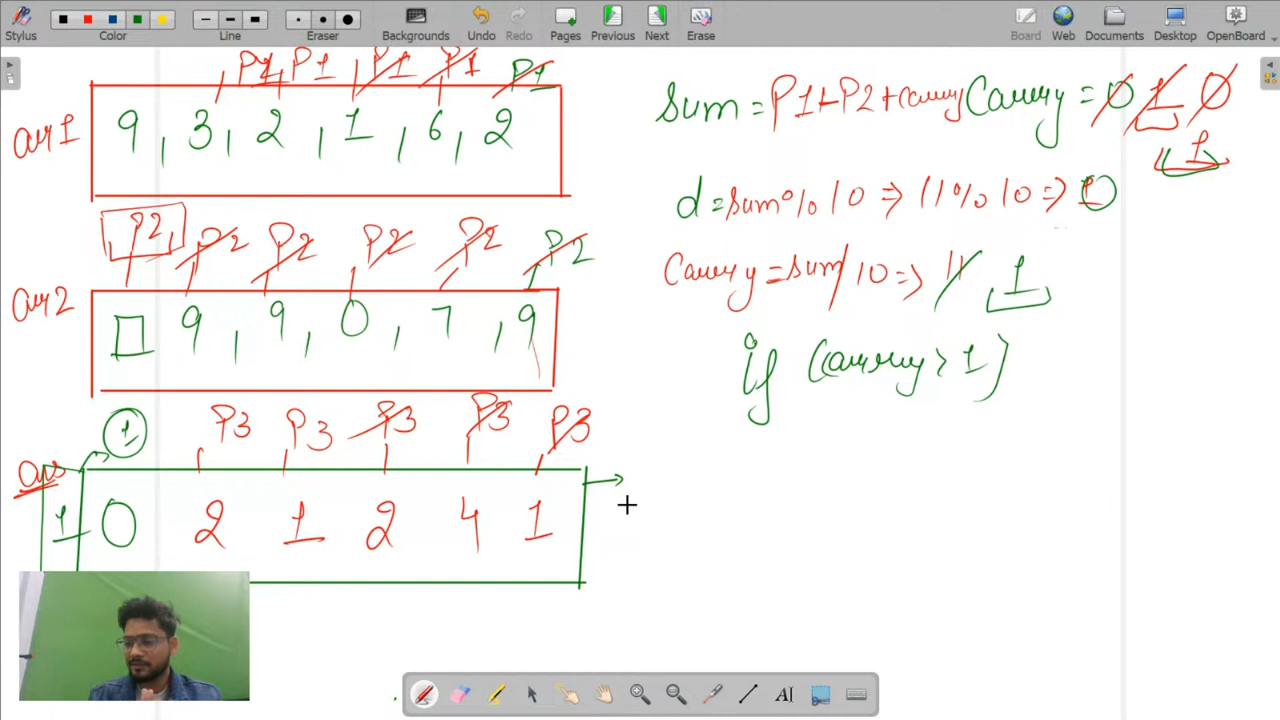 Stylus Color Line Eraser Backgrounds Undo Redo Pages Previous Next Erase Board Web Documents Desktop OpenBoard
P1 P1 P1 P1 P1
arr1 9, 3, 2, 1, 6, 2
P2 P2 P2 P2 P2 P2
arr2 9, 9, 0, 7, 9
1 P3 P3 P3 P3 P3
ans
1 0 2 1 2 4 1
sum = P1 + P2 + carry Carry = 0 1 0
1
d = sum % 10 => 11 % 10 => 0
Carry = sum / 10 => 11 1
if (carry > 1)
AI